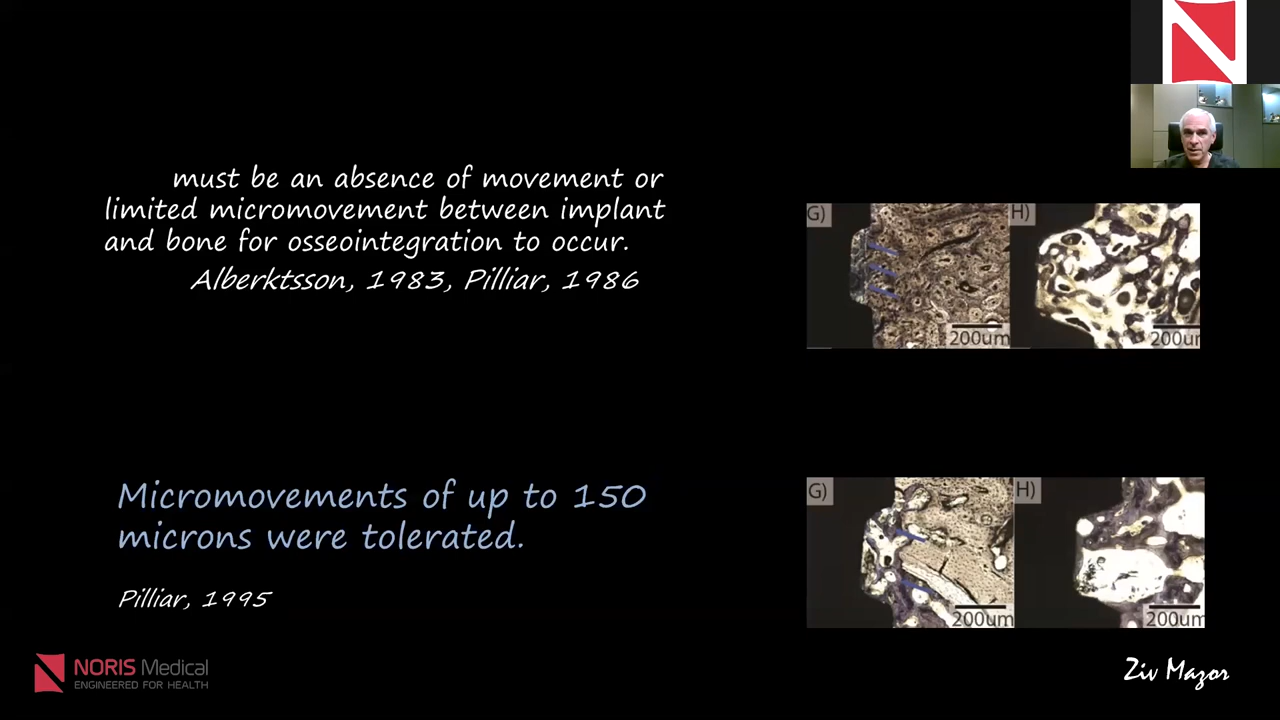 must be an absence of movement or
limited micromovement between implant
and bone for osseointegration to occur.
Alberktsson, 1983, Pilliar, 1986
G)
H)
200um
200ur
Micromovements of up to 150
microns were tolerated.
Pilliar, 1995
G)
H)
200um
200ur
NORIS Medical
ENGINEERED FOR HEALTH
Ziv Mazor